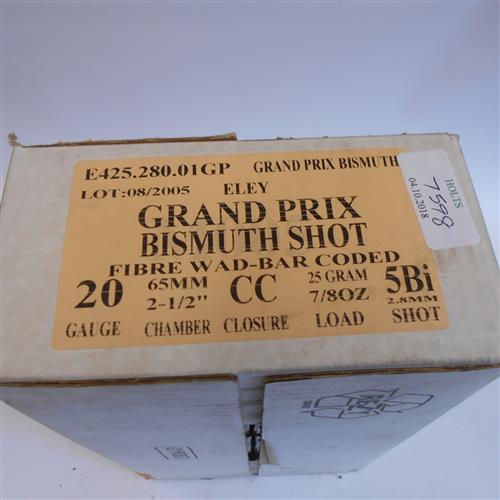 E425.280.01GP GRAND PRIX BISMUTH
LOT:08/2005 ELEY
GRAND PRIX
BISMUTH SHOT
FIBRE WAD-BAR CODED
20 65MM 2-1/2" CC 25 GRAM 7/8OZ 5Bi 2.8MM
GAUGE CHAMBER CLOSURE LOAD SHOT
HOLTS
7598
04.10.2018